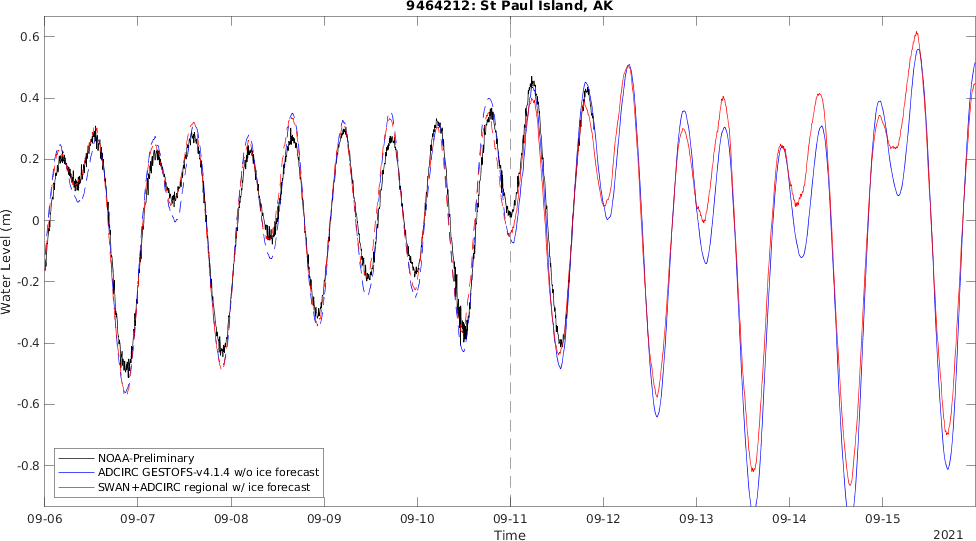 9464212: St Paul Island, AK
Water Level (m)
0.6
0.4
0.2
0
-0.2
-0.4
-0.6
-0.8
NOAA-Preliminary
ADCIRC GESTOFS-v4.1.4 w/o ice forecast
SWAN+ADCIRC regional w/ ice forecast
09-06 09-07 09-08 09-09 09-10 09-11 09-12 09-13 09-14 09-15
Time
2021